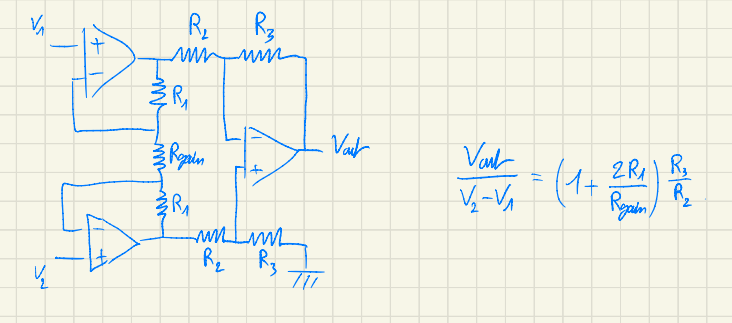 V1
R2 R3
+
−
R1
Rgain
−
+
Vout
R1
−
+
V2
R2 R3
Vout / (V2 − V1) = (1 + 2R1 / Rgain) R3 / R2